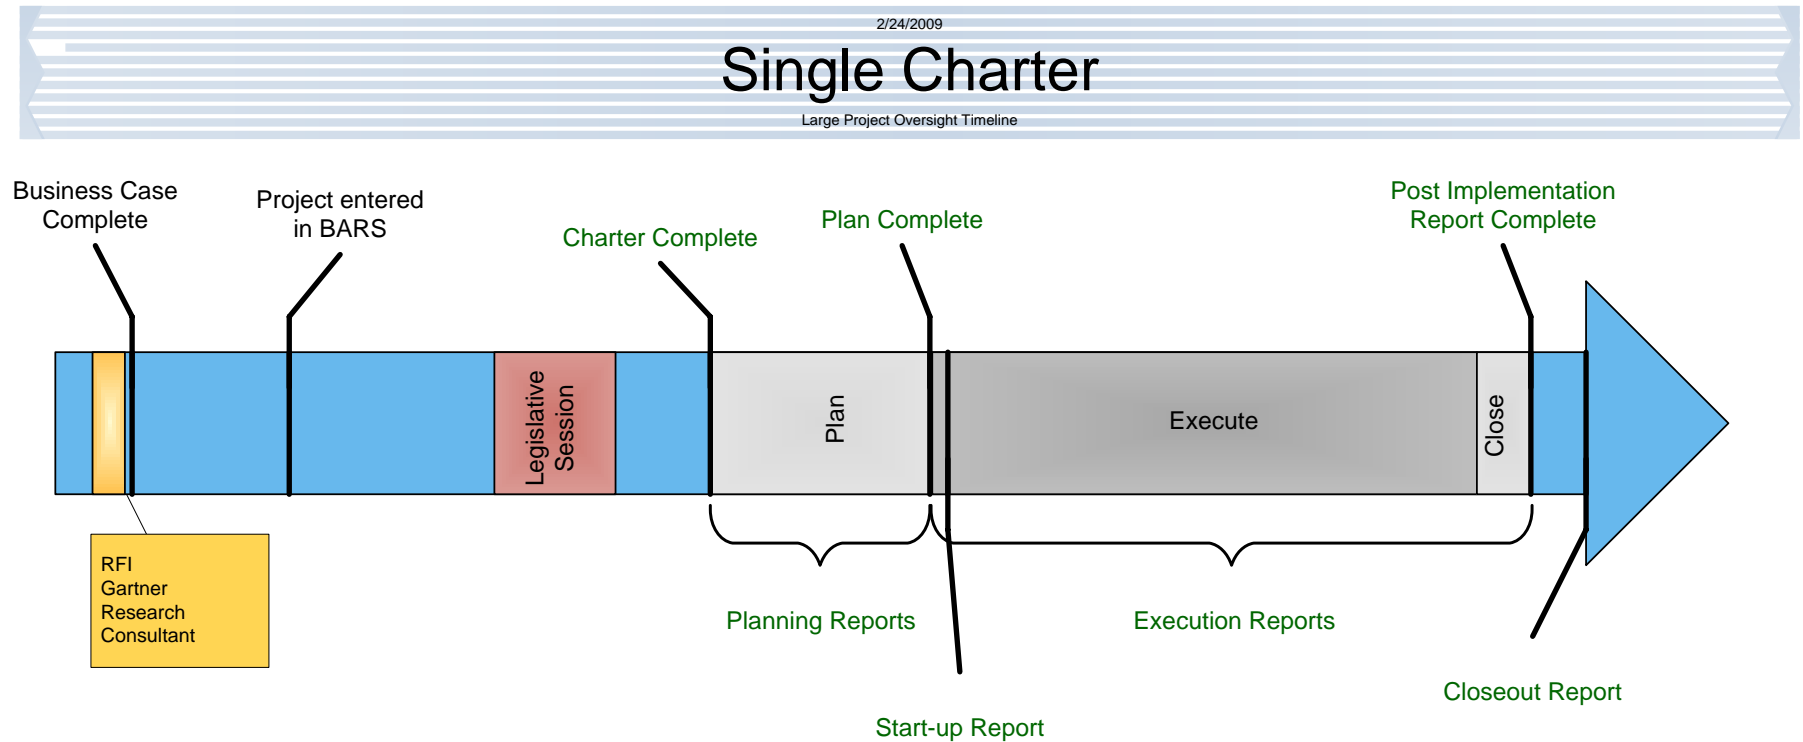 2/24/2009
Single Charter
Large Project Oversight Timeline
Business Case
Complete
Project entered
in BARS
Charter Complete
Plan Complete
Post Implementation
Report Complete
Legislative
Session
Plan
Execute
Close
RFI
Gartner
Research
Consultant
Planning Reports
Execution Reports
Start-up Report
Closeout Report